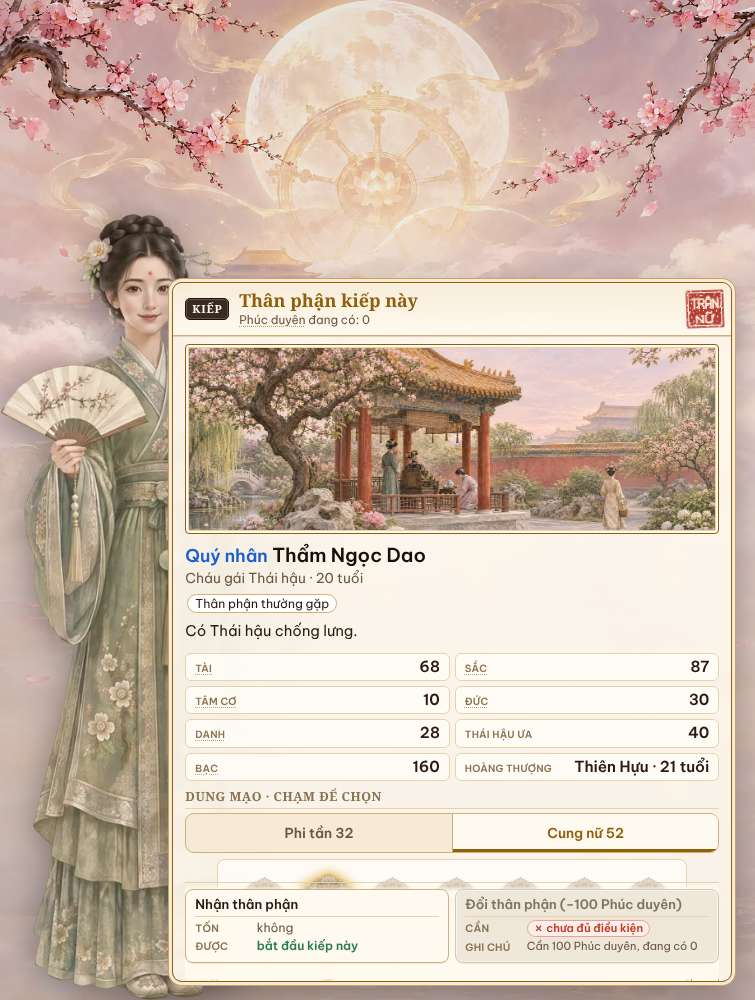 KIẾP
Thân phận kiếp này
Phúc duyên đang có: 0
TRẦN
NỮ
Quý nhân Thẩm Ngọc Dao
Cháu gái Thái hậu · 20 tuổi
Thân phận thường gặp
Có Thái hậu chống lưng.
TÀI 68
SẮC 87
TÂM CƠ 10
ĐỨC 30
DANH 28
THÁI HẬU ƯA 40
BẠC 160
HOÀNG THƯỢNG Thiên Hựu · 21 tuổi
DUNG MẠO · CHẠM ĐỂ CHỌN
Phi tần 32
Cung nữ 52
Nhận thân phận
TỐN không
ĐƯỢC bắt đầu kiếp này
Đổi thân phận (−100 Phúc duyên)
CẦN × chưa đủ điều kiện
GHI CHÚ Cần 100 Phúc duyên, đang có 0